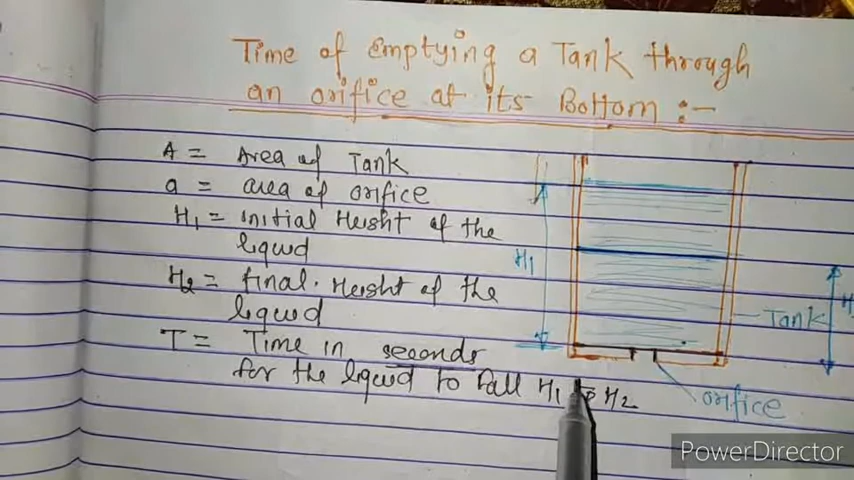 Time of Emptying a Tank through
an orifice at its Bottom :-
A = Area of Tank
a = area of orifice
H1 = initial Height of the
liquid
H2 = final. Height of the
liquid
T = Time in seconds
for the liquid to fall H1 to H2
H1
H
Tank
orifice
PowerDirector